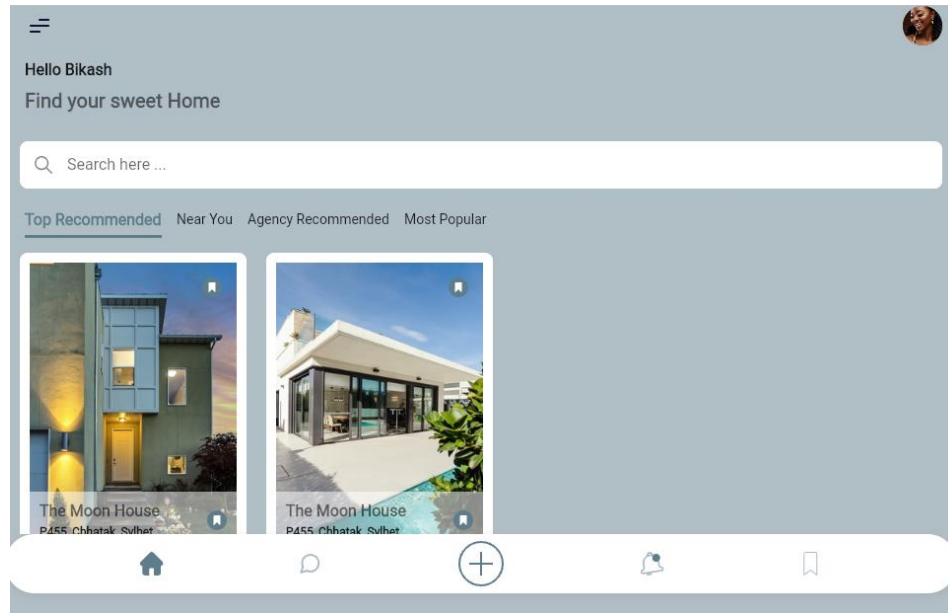 Hello Bikash
Find your sweet Home
Search here ...
Top Recommended Near You Agency Recommended Most Popular
The Moon House The Moon House
P455, Chhatak, Sylhet P455, Chhatak, Sylhet